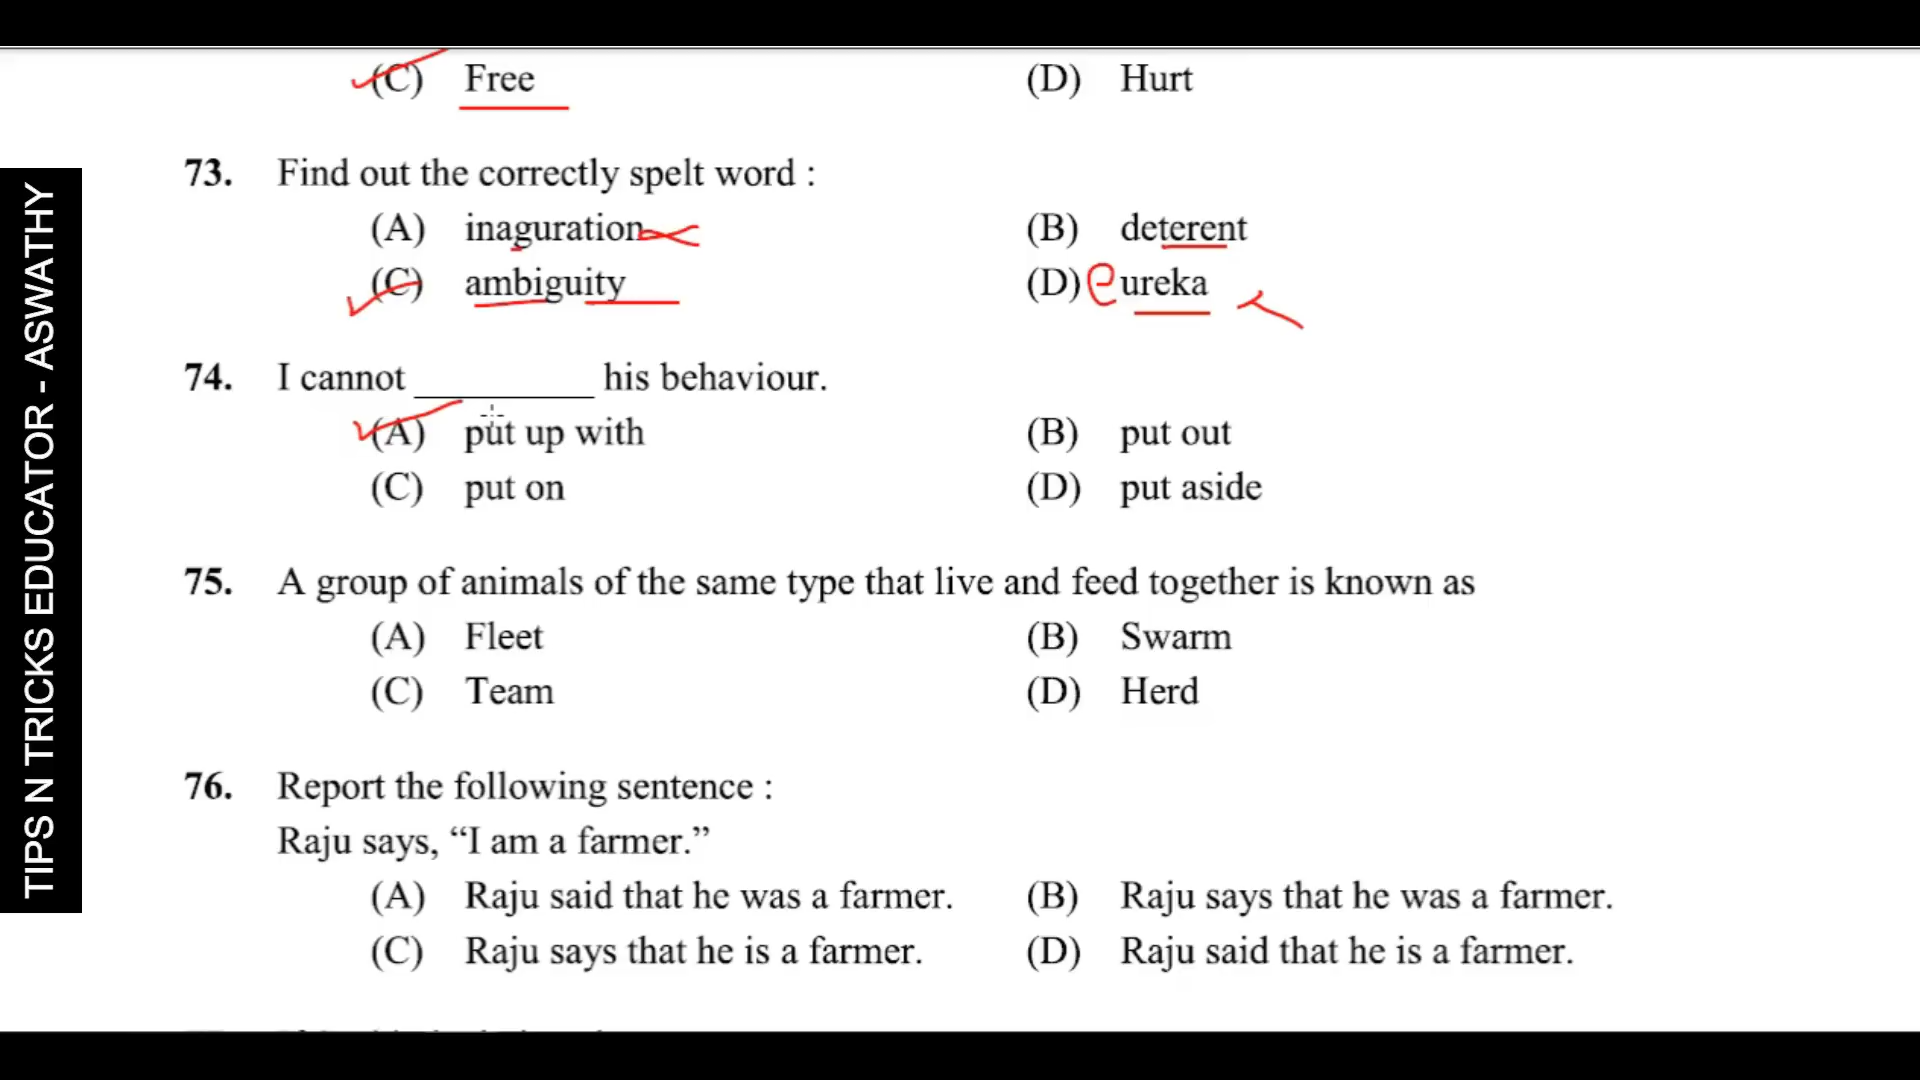 (C) Free (D) Hurt
73. Find out the correctly spelt word :
(A) inaguration (B) deterent
(C) ambiguity (D) e ureka
74. I cannot __________ his behaviour.
(A) put up with (B) put out
(C) put on (D) put aside
75. A group of animals of the same type that live and feed together is known as
(A) Fleet (B) Swarm
(C) Team (D) Herd
76. Report the following sentence :
Raju says, “I am a farmer.”
(A) Raju said that he was a farmer. (B) Raju says that he was a farmer.
(C) Raju says that he is a farmer. (D) Raju said that he is a farmer.
TIPS N TRICKS EDUCATOR - ASWATHY